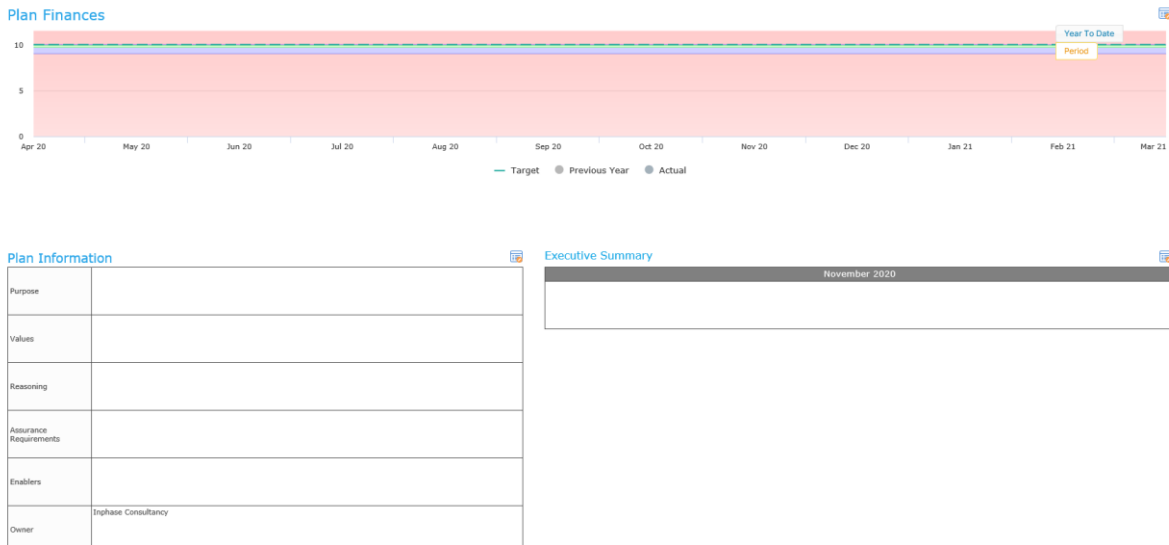 Plan Finances
Year To Date
Period
10
5
0
Apr 20 May 20 Jun 20 Jul 20 Aug 20 Sep 20 Oct 20 Nov 20 Dec 20 Jan 21 Feb 21 Mar 21
Target Previous Year Actual
Plan Information
Purpose
Values
Reasoning
Assurance
Requirements
Enablers
Owner Inphase Consultancy
Executive Summary
November 2020